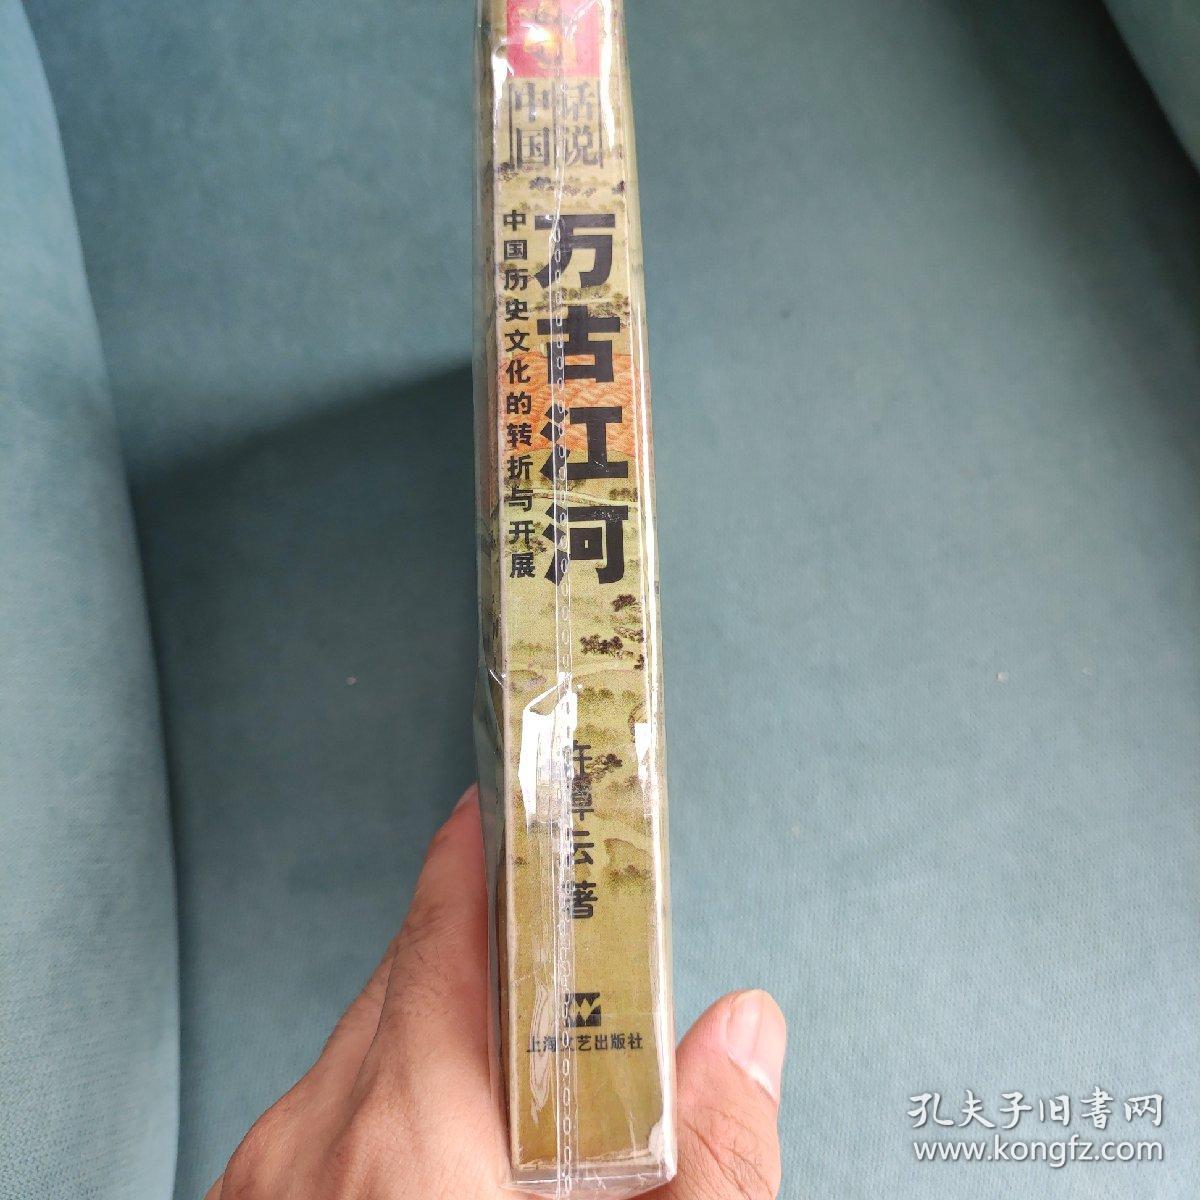 话说
中国
万古江河
中国历史文化的转折与开展
许倬云 著
上海文艺出版社
孔夫子旧書网
www.kongfz.com